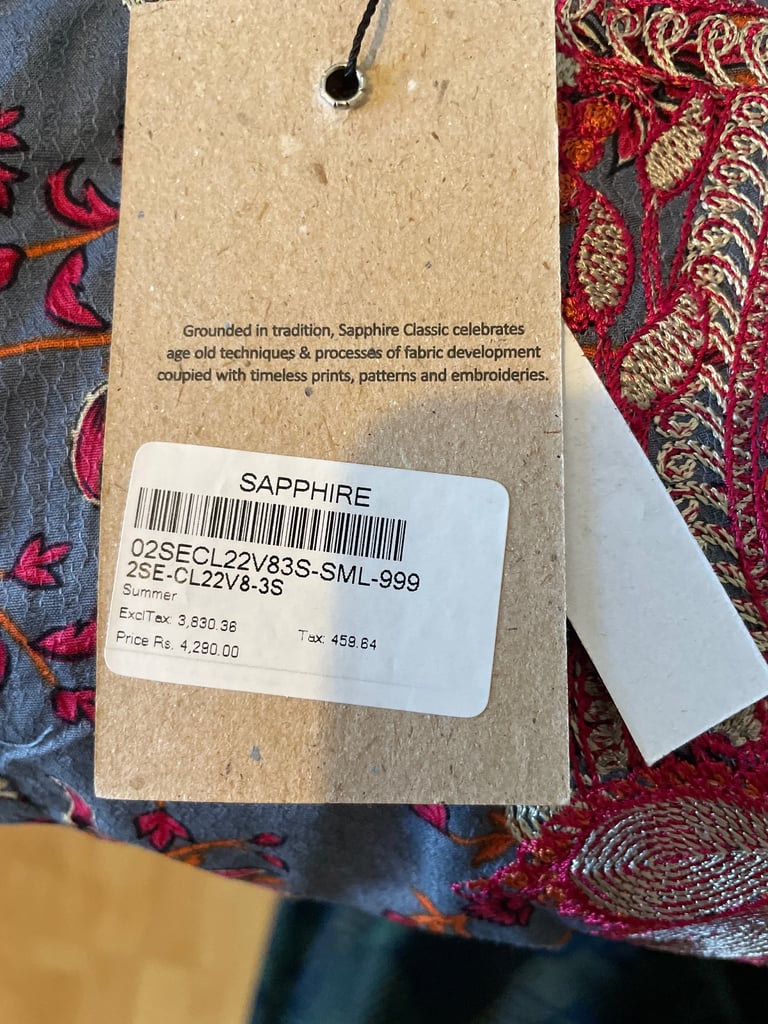 Grounded in tradition, Sapphire Classic celebrates
age old techniques & processes of fabric development
coupied with timeless prints, patterns and embroideries.
SAPPHIRE
02SECL22V83S-SML-999
2SE-CL22V8-3S
Summer
ExclTax: 3,830.36
Tax: 459.64
Price Rs. 4,290.00